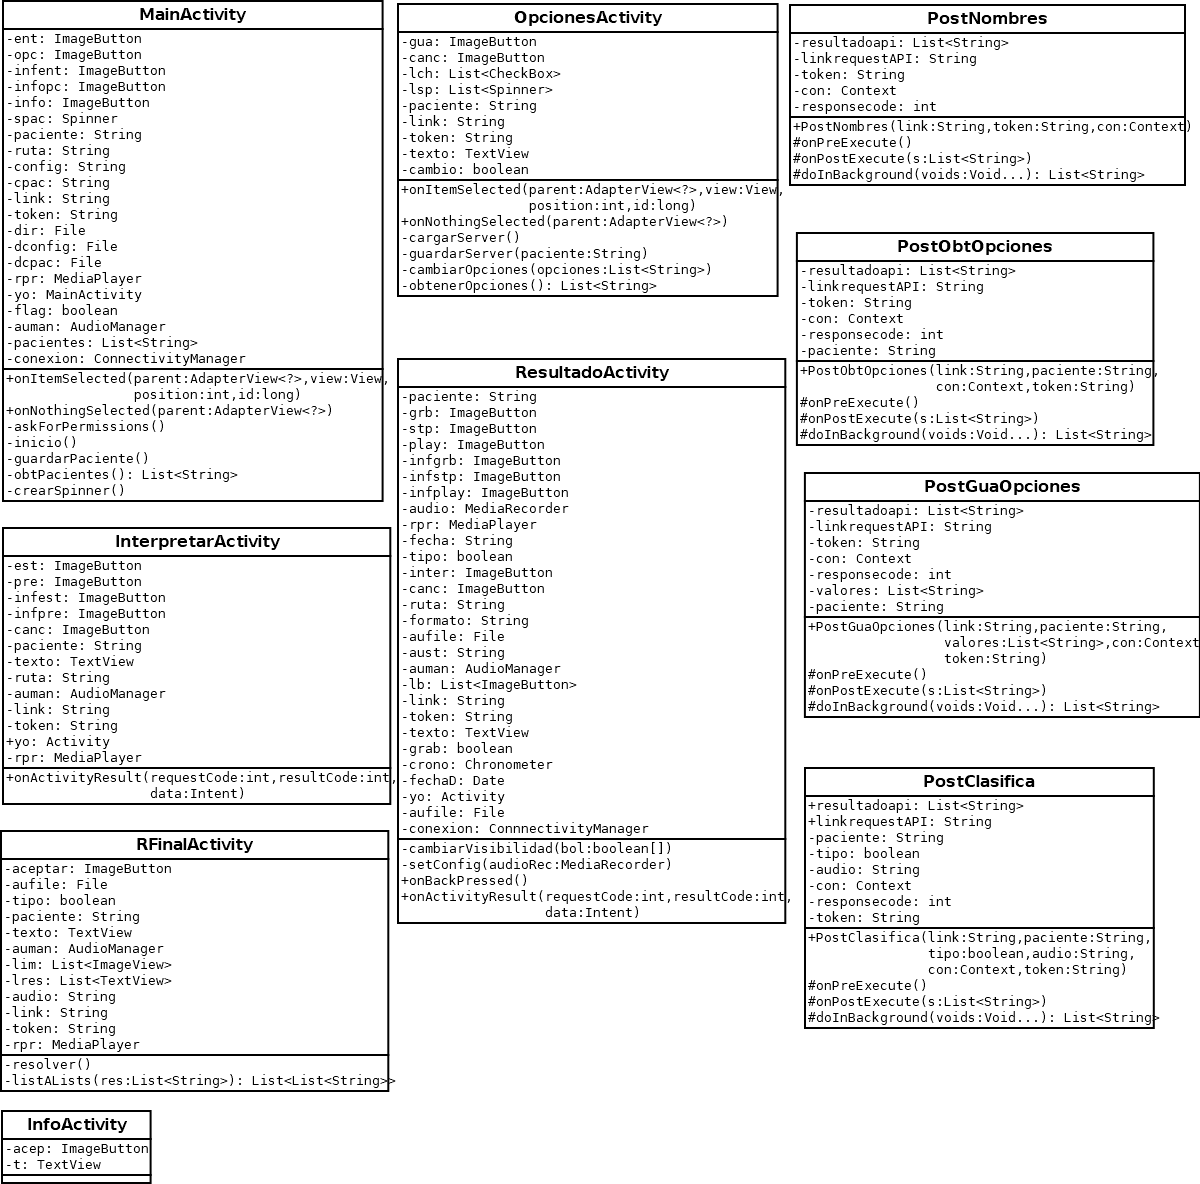 MainActivity
-ent: ImageButton
-opc: ImageButton
-infent: ImageButton
-infopc: ImageButton
-info: ImageButton
-spac: Spinner
-paciente: String
-ruta: String
-config: String
-cpac: String
-link: String
-token: String
-dir: File
-dconfig: File
-dcpac: File
-rpr: MediaPlayer
-yo: MainActivity
-flag: boolean
-auman: AudioManager
-pacientes: List<String>
-conexion: ConnectivityManager
+onItemSelected(parent:AdapterView<?>,view:View,
position:int,id:long)
+onNothingSelected(parent:AdapterView<?>)
-askForPermissions()
-inicio()
-guardarPaciente()
-obtPacientes(): List<String>
-crearSpinner()
InterpretarActivity
-est: ImageButton
-pre: ImageButton
-infest: ImageButton
-infpre: ImageButton
-canc: ImageButton
-paciente: String
-texto: TextView
-ruta: String
-auman: AudioManager
-link: String
-token: String
+yo: Activity
-rpr: MediaPlayer
+onActivityResult(requestCode:int,resultCode:int,
data:Intent)
RFinalActivity
-aceptar: ImageButton
-aufile: File
-tipo: boolean
-paciente: String
-texto: TextView
-auman: AudioManager
-lim: List<ImageView>
-lres: List<TextView>
-audio: String
-link: String
-token: String
-rpr: MediaPlayer
-resolver()
-listALists(res:List<String>): List<List<String>>
InfoActivity
-acep: ImageButton
-t: TextView
OpcionesActivity
-gua: ImageButton
-canc: ImageButton
-lch: List<CheckBox>
-lsp: List<Spinner>
-paciente: String
-link: String
-token: String
-texto: TextView
-cambio: boolean
+onItemSelected(parent:AdapterView<?>,view:View,
position:int,id:long)
+onNothingSelected(parent:AdapterView<?>)
-cargarServer()
-guardarServer(paciente:String)
-cambiarOpciones(opciones:List<String>)
-obtenerOpciones(): List<String>
ResultadoActivity
-paciente: String
-grb: ImageButton
-stp: ImageButton
-play: ImageButton
-infgrb: ImageButton
-infstp: ImageButton
-infplay: ImageButton
-audio: MediaRecorder
-rpr: MediaPlayer
-fecha: String
-tipo: boolean
-inter: ImageButton
-canc: ImageButton
-ruta: String
-formato: String
-aufile: File
-aust: String
-auman: AudioManager
-lb: List<ImageButton>
-link: String
-token: String
-texto: TextView
-grab: boolean
-crono: Chronometer
-fechaD: Date
-yo: Activity
-aufile: File
-conexion: ConnnectivityManager
-cambiarVisibilidad(bol:boolean[])
-setConfig(audioRec:MediaRecorder)
+onBackPressed()
+onActivityResult(requestCode:int,resultCode:int,
data:Intent)
PostNombres
-resultadoapi: List<String>
-linkrequestAPI: String
-token: String
-con: Context
-responsecode: int
+PostNombres(link:String,token:String,con:Context)
#onPreExecute()
#onPostExecute(s:List<String>)
#doInBackground(voids:Void...): List<String>
PostObtOpciones
-resultadoapi: List<String>
-linkrequestAPI: String
-token: String
-con: Context
-responsecode: int
-paciente: String
+PostObtOpciones(link:String,paciente:String,
con:Context,token:String)
#onPreExecute()
#onPostExecute(s:List<String>)
#doInBackground(voids:Void...): List<String>
PostGuaOpciones
-resultadoapi: List<String>
-linkrequestAPI: String
-token: String
-con: Context
-responsecode: int
-valores: List<String>
-paciente: String
+PostGuaOpciones(link:String,paciente:String,
valores:List<String>,con:Context
token:String)
#onPreExecute()
#onPostExecute(s:List<String>)
#doInBackground(voids:Void...): List<String>
PostClasifica
+resultadoapi: List<String>
+linkrequestAPI: String
-paciente: String
-tipo: boolean
-audio: String
-con: Context
-responsecode: int
-token: String
+PostClasifica(link:String,paciente:String,
tipo:boolean,audio:String,
con:Context,token:String)
#onPreExecute()
#onPostExecute(s:List<String>)
#doInBackground(voids:Void...): List<String>